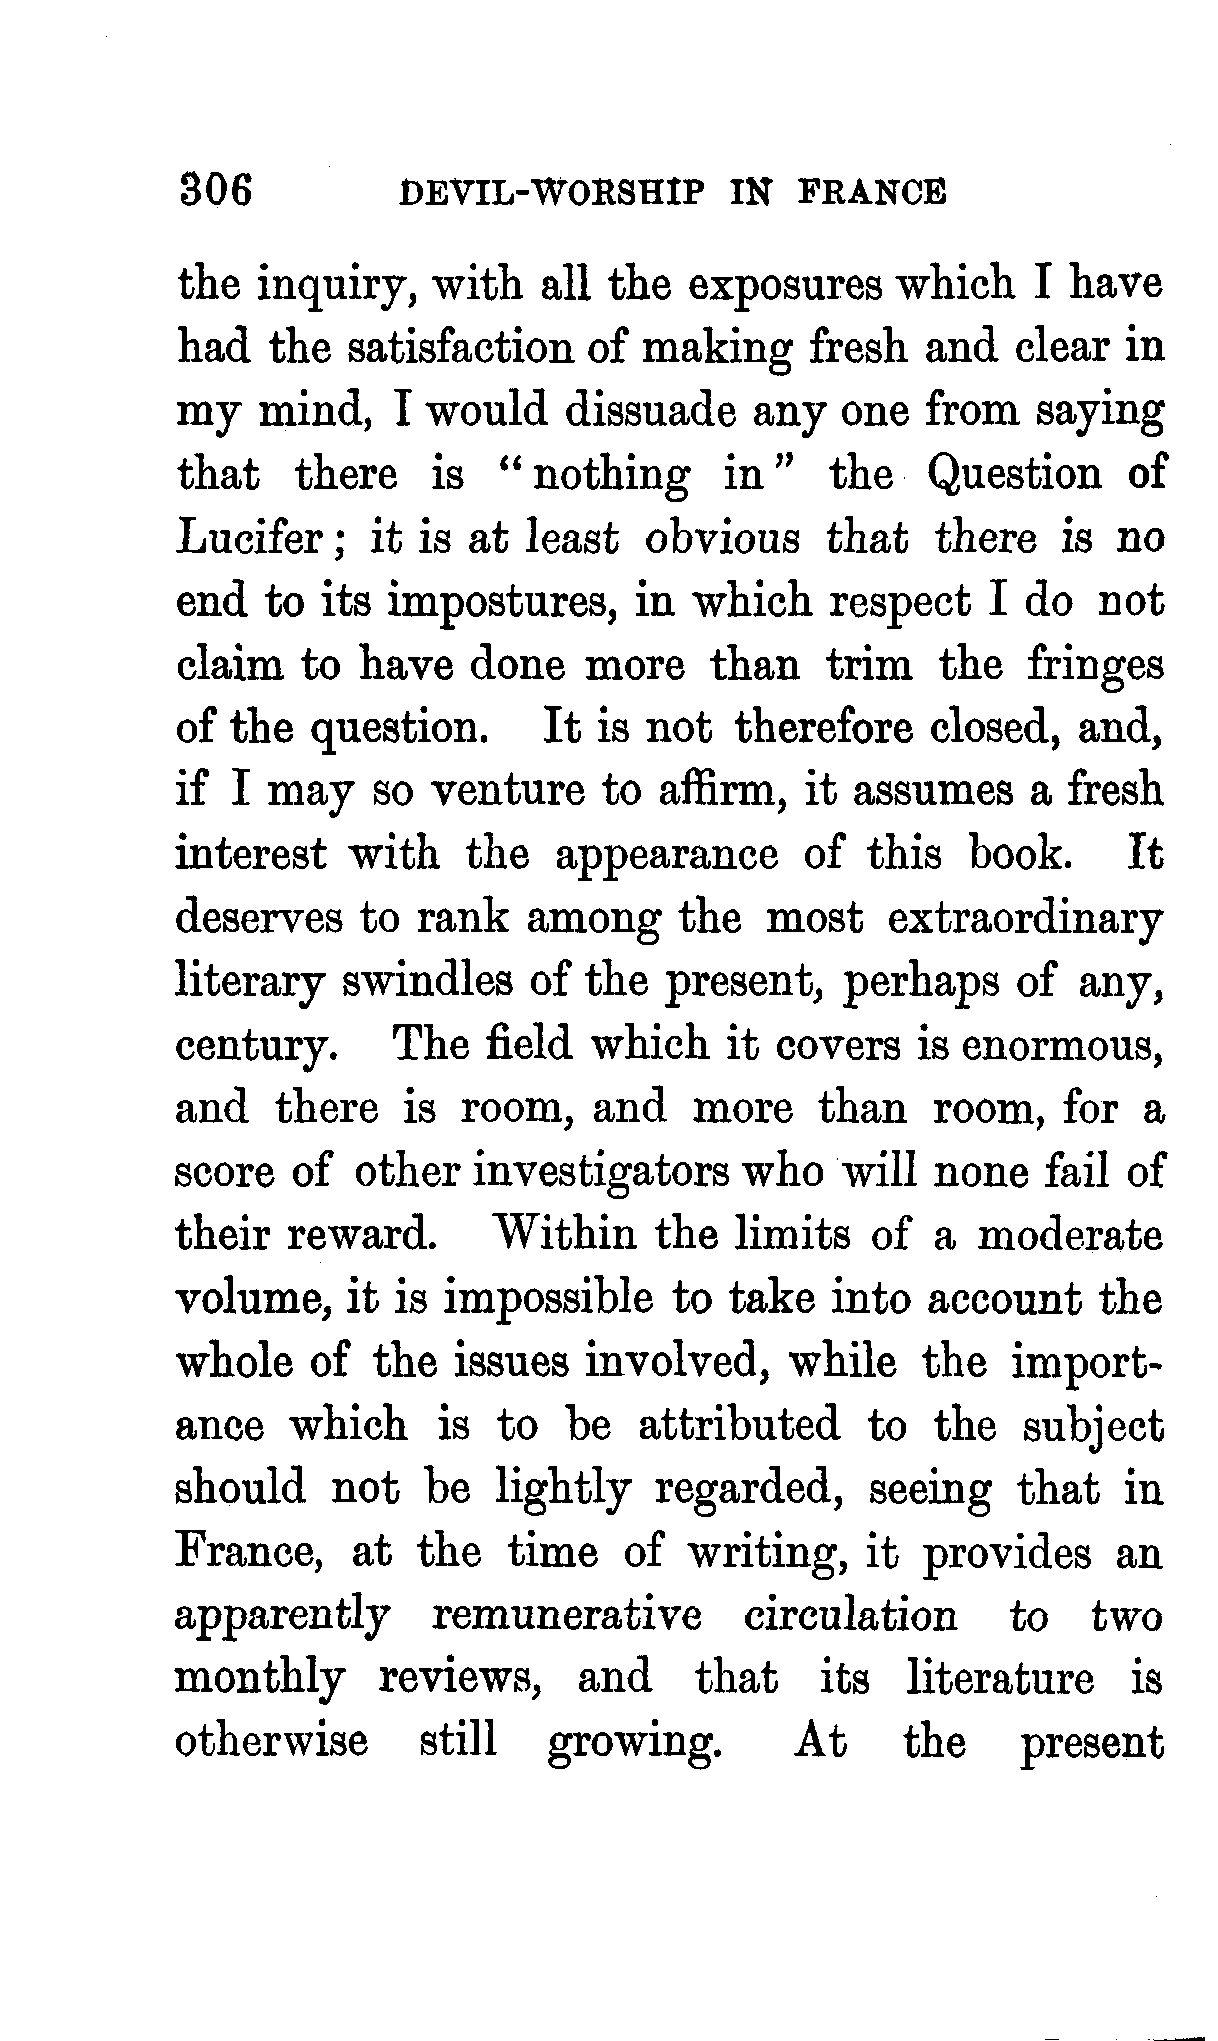 306 DEVIL-WORSHIP IN FRANCE
the inquiry, with all the exposures which I have
had the satisfaction of making fresh and clear in
my mind, I would dissuade any one from saying
that there is “ nothing in ” the Question of
Lucifer ; it is at least obvious that there is no
end to its impostures, in which respect I do not
claim to have done more than trim the fringes
of the question. It is not therefore closed, and,
if I may so venture to affirm, it assumes a fresh
interest with the appearance of this book. It
deserves to rank among the most extraordinary
literary swindles of the present, perhaps of any,
century. The field which it covers is enormous,
and there is room, and more than room, for a
score of other investigators who will none fail of
their reward. Within the limits of a moderate
volume, it is impossible to take into account the
whole of the issues involved, while the import-
ance which is to be attributed to the subject
should not be lightly regarded, seeing that in
France, at the time of writing, it provides an
apparently remunerative circulation to two
monthly reviews, and that its literature is
otherwise still growing. At the present